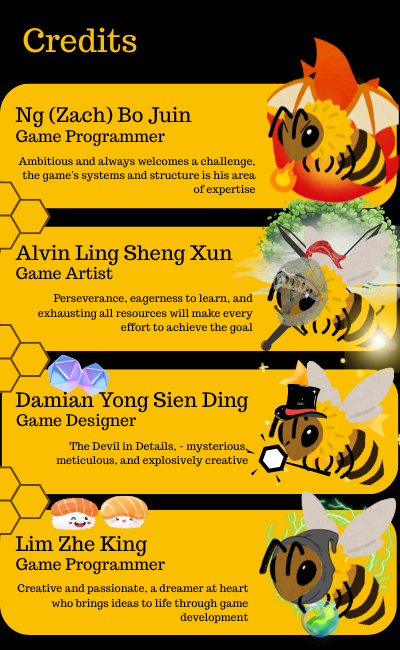 Credits
Ng (Zach) Bo Juin
Game Programmer
Ambitious and always welcomes a challenge,
the game's systems and structure is his area
of expertise
Alvin Ling Sheng Xun
Game Artist
Perseverance, eagerness to learn, and
exhausting all resources will make every
effort to achieve the goal
Damian Yong Sien Ding
Game Designer
The Devil in Details, - mysterious,
meticulous, and explosively creative
Lim Zhe King
Game Programmer
Creative and passionate, a dreamer at heart
who brings ideas to life through game
development